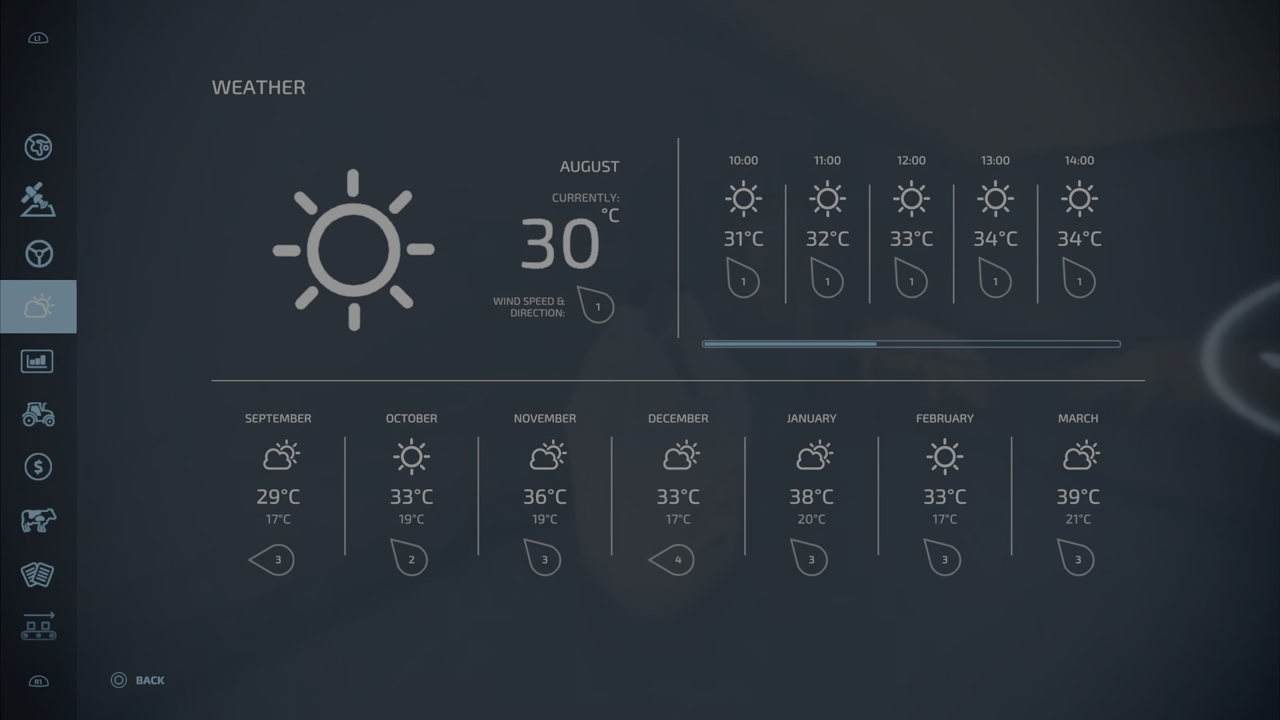 L1
WEATHER
AUGUST
CURRENTLY:
30 °C
WIND SPEED &
DIRECTION:
1
10:00 11:00 12:00 13:00 14:00
31°C 32°C 33°C 34°C 34°C
1 1 1 1 1
SEPTEMBER OCTOBER NOVEMBER DECEMBER JANUARY FEBRUARY MARCH
29°C 33°C 36°C 33°C 38°C 33°C 39°C
17°C 19°C 19°C 17°C 20°C 17°C 21°C
3 2 3 4 3 3 3
$
R1
BACK